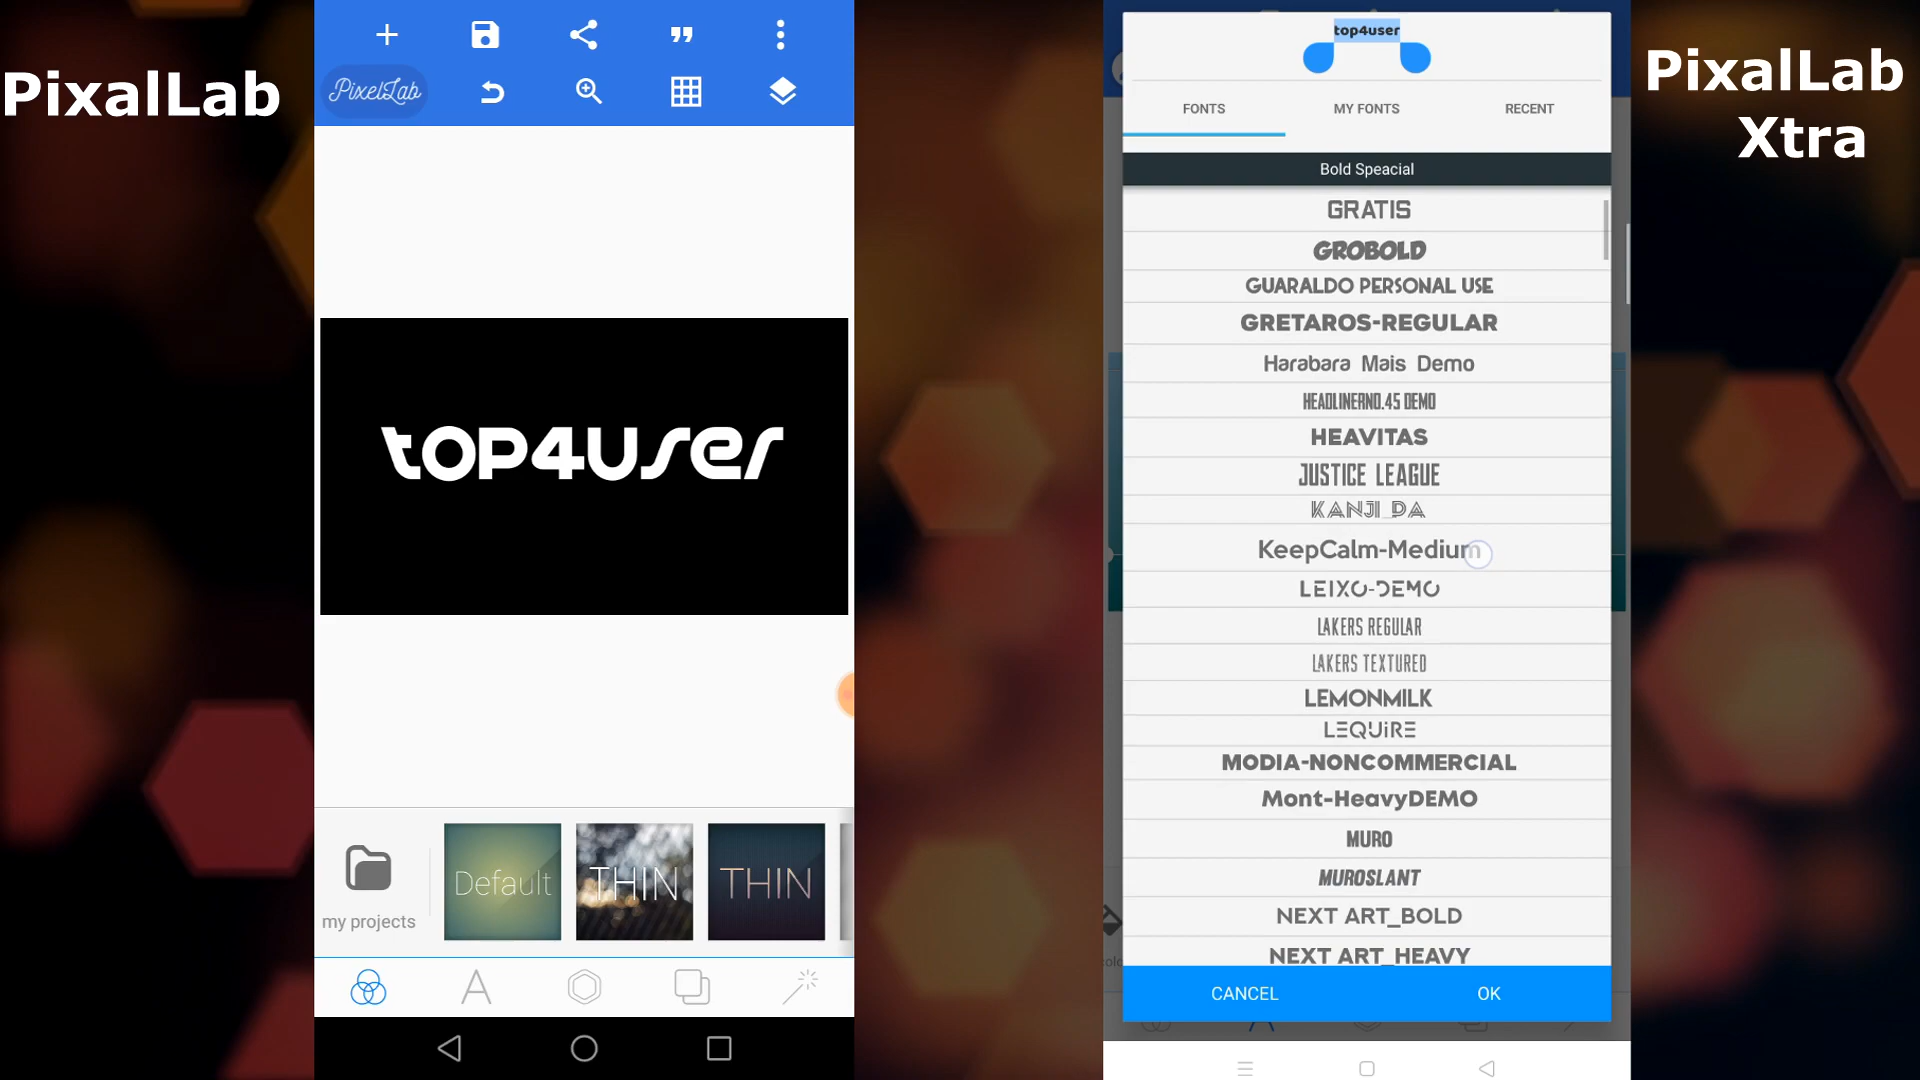 PixalLab
PixelLab
top4user
my projects
Default
THIN
THIN
top4user
FONTS
MY FONTS
RECENT
Bold Speacial
GRATIS
GROBOLD
GUARALDO PERSONAL USE
GRETAROS-REGULAR
Harabara Mais Demo
HEADLINERNO.45 DEMO
HEAVITAS
JUSTICE LEAGUE
KANJI_DA
KeepCalm-Medium
LEIXO-DEMO
LAKERS REGULAR
LAKERS TEXTURED
LEMONMILK
LEQUiRE
MODIA-NONCOMMERCIAL
Mont-HeavyDEMO
MURO
MUROSLANT
NEXT ART_BOLD
NEXT ART_HEAVY
CANCEL
OK
PixalLab
Xtra